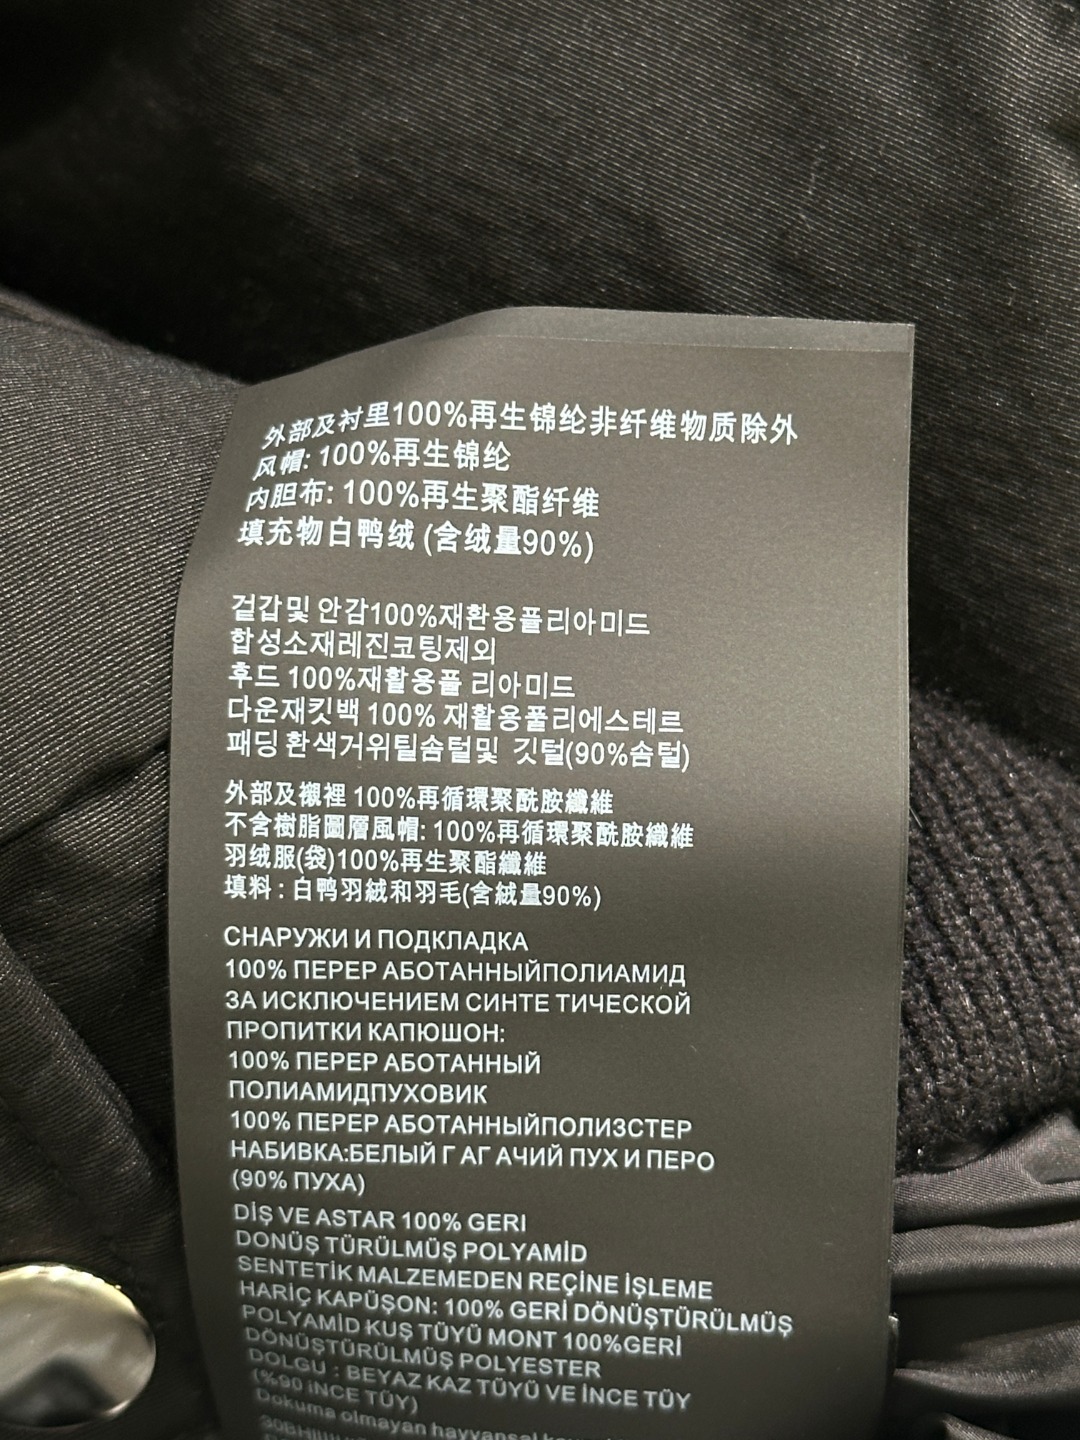 外部及衬里100%再生锦纶非纤维物质除外
风帽: 100%再生锦纶
内胆布: 100%再生聚酯纤维
填充物白鸭绒 (含绒量90%)
겉갑및 안감100%재환용폴리아미드
합성소재레진코팅제외
후드 100%재활용폴 리아미드
다운재킷백 100% 재활용폴리에스테르
패딩 환색거위틸솜털및 깃털(90%솜털)
外部及襯裡 100%再循環聚酰胺纖維
不含樹脂圖層風帽: 100%再循環聚酰胺纖維
羽绒服(袋)100%再生聚酯纖維
填料 : 白鸭羽絨和羽毛(含絨量90%)
СНАРУЖИ И ПОДКЛАДКА
100% ПЕРЕР АБОТАННЫЙПОЛИАМИД
ЗА ИСКЛЮЧЕНИЕМ СИНТЕ ТИЧЕСКОЙ
ПРОПИТКИ КАПЮШОН:
100% ПЕРЕР АБОТАННЫЙ
ПОЛИАМИДПУХОВИК
100% ПЕРЕР АБОТАННЫЙПОЛИЗСТЕР
НАБИВКА:БЕЛЫЙ Г АГ АЧИЙ ПУХ И ПЕРО
(90% ПУХА)
DİŞ VE ASTAR 100% GERI
DONÜŞ TÜRÜLMÜŞ POLYAMİD
SENTETİK MALZEMEDEN REÇİNE İŞLEME
HARİÇ KAPÜŞON: 100% GERİ DÖNÜŞTÜRÜLMÜŞ
POLYAMİD KUŞ TÜYÜ MONT 100%GERİ
DÖNÜŞTÜRÜLMÜŞ POLYESTER
DOLGU : BEYAZ KAZ TÜYÜ VE İNCE TÜY
(%90 iNCE TÜY)
Dokuma olmayan hayvansal